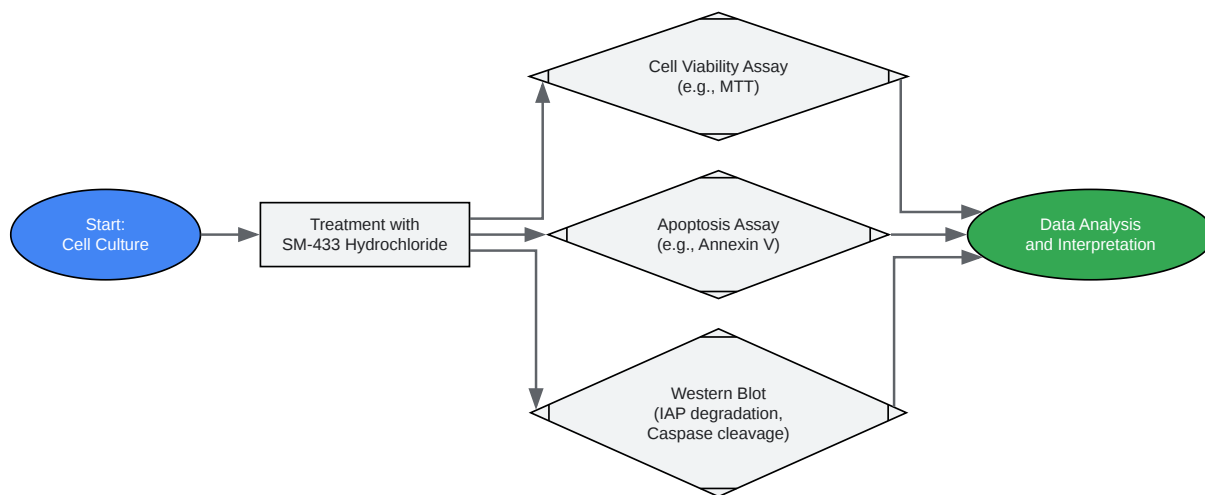 Start:
Cell Culture
Treatment with
SM-433 Hydrochloride
Cell Viability Assay
(e.g., MTT)
Apoptosis Assay
(e.g., Annexin V)
Western Blot
(IAP degradation,
Caspase cleavage)
Data Analysis
and Interpretation